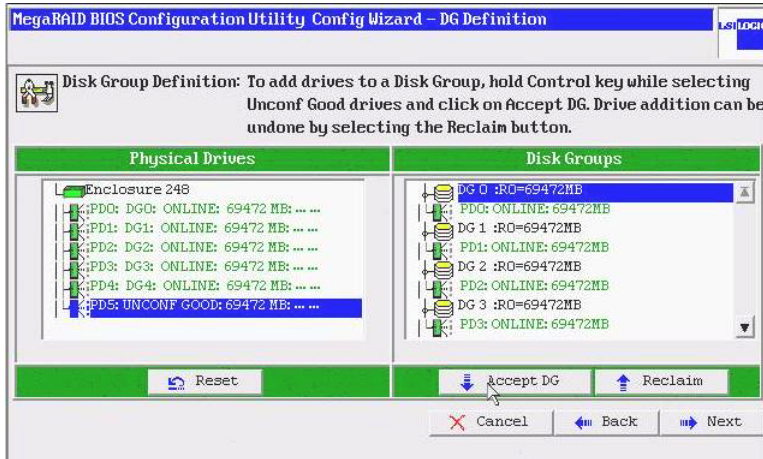 MegaRAID BIOS Configuration Utility Config Wizard – DG Definition
LSI LOGIC
Disk Group Definition: To add drives to a Disk Group, hold Control key while selecting
Unconf Good drives and click on Accept DG. Drive addition can be
undone by selecting the Reclaim button.
Physical Drives
Enclosure 248
PD0: DG0: ONLINE: 69472 MB: --- ---
PD1: DG1: ONLINE: 69472 MB: --- ---
PD2: DG2: ONLINE: 69472 MB: --- ---
PD3: DG3: ONLINE: 69472 MB: --- ---
PD4: DG4: ONLINE: 69472 MB: --- ---
PD5: UNCONF GOOD: 69472 MB: --- ---
Disk Groups
DG 0 :R0=69472MB
PD0: ONLINE: 69472MB
DG 1 :R0=69472MB
PD1: ONLINE: 69472MB
DG 2 :R0=69472MB
PD2: ONLINE: 69472MB
DG 3 :R0=69472MB
PD3: ONLINE: 69472MB
Reset
Accept DG
Reclaim
Cancel
Back
Next